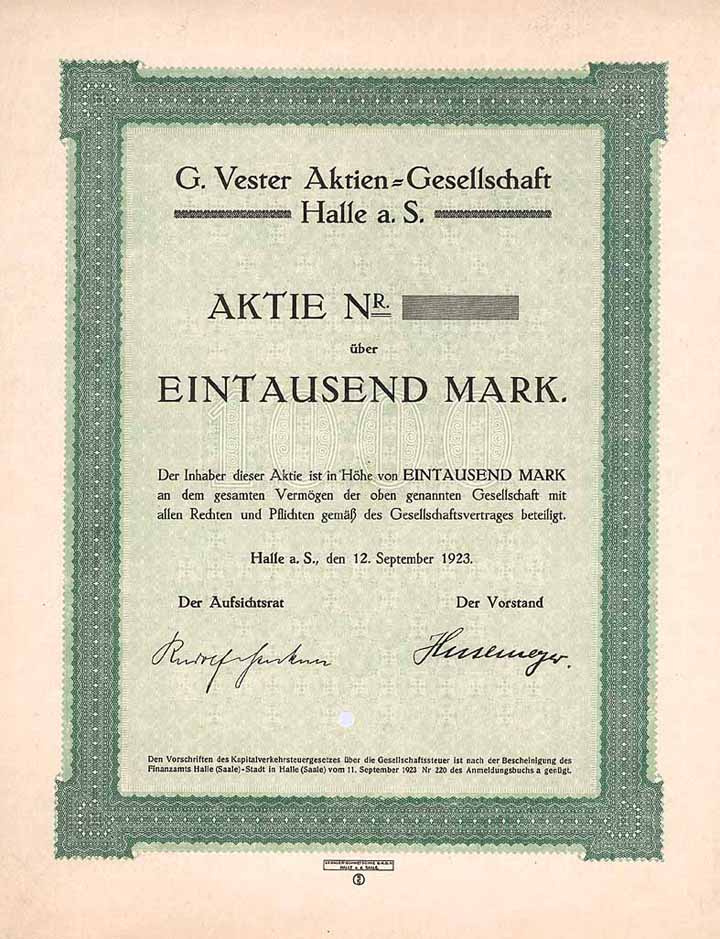 G. Vester Aktien=Gesellschaft
Halle a. S.
AKTIE NR.
über
EINTAUSEND MARK.
1000
Der Inhaber dieser Aktie ist in Höhe von EINTAUSEND MARK
an dem gesamten Vermögen der oben genannten Gesellschaft mit
allen Rechten und Pflichten gemäß des Gesellschaftsvertrages beteiligt.
Halle a. S., den 12. September 1923.
Der Aufsichtsrat Der Vorstand
Rudolf
Den Vorschriften des Kapitalverkehrsteuergesetzes über die Gesellschaftssteuer ist nach der Bescheinigung des
Finanzamts Halle (Saale)-Stadt in Halle (Saale) vom 11. September 1923 Nr 220 des Anmeldungsbuchs a genügt.